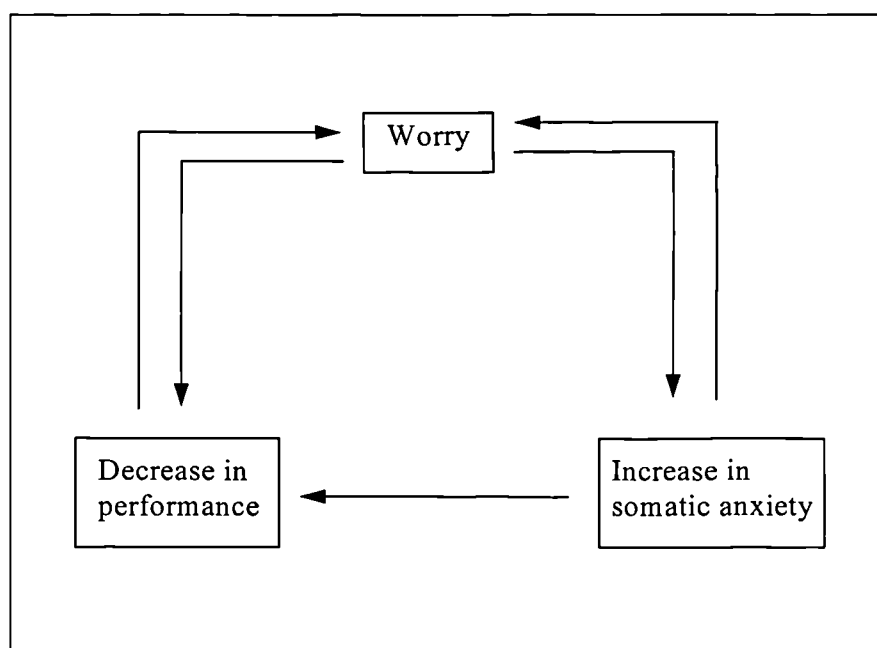 Worry
Decrease in
performance
Increase in
somatic anxiety